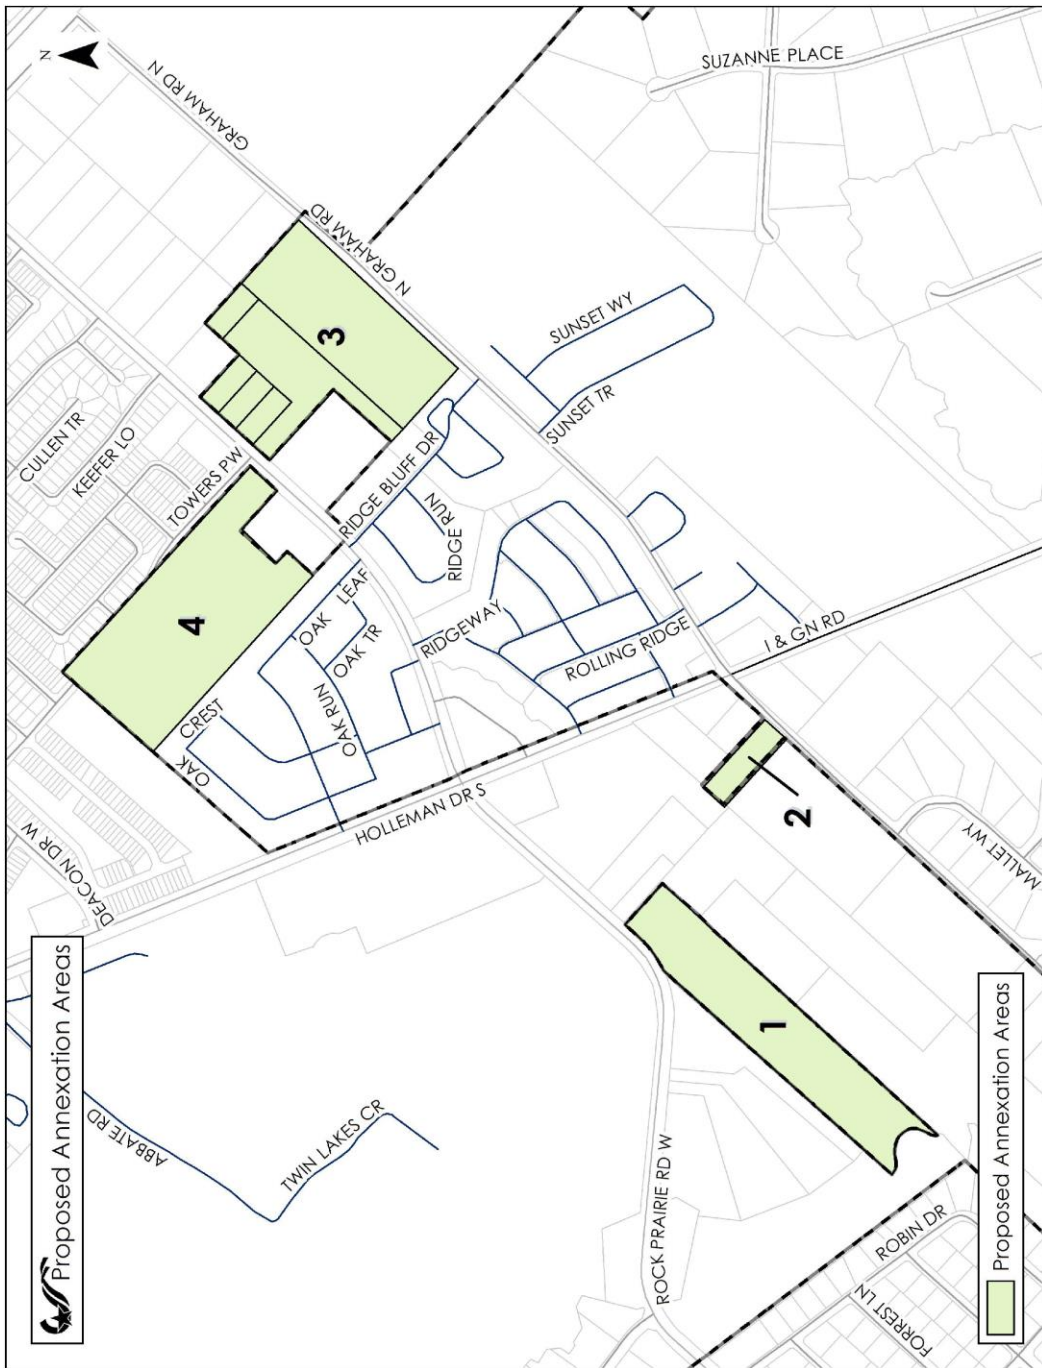 Proposed Annexation Areas
N
GRAHAM RD N
SUZANNE PLACE
N GRAHAM RD
CULLEN TR
KEEFER LO
TOWERS PW
3
SUNSET WY
SUNSET TR
RIDGE BLUFF DR
RIDGE RUN
4
OAK LEAF
OAK TR
RIDGEWAY
OAK RUN
OAK CREST
ROLLING RIDGE
I & GN RD
HOLLEMAN DR S
DEACON DR W
2
MALLET WY
1
ABBATE RD
TWIN LAKES CR
ROCK PRAIRIE RD W
ROBIN DR
FORREST LN
Proposed Annexation Areas